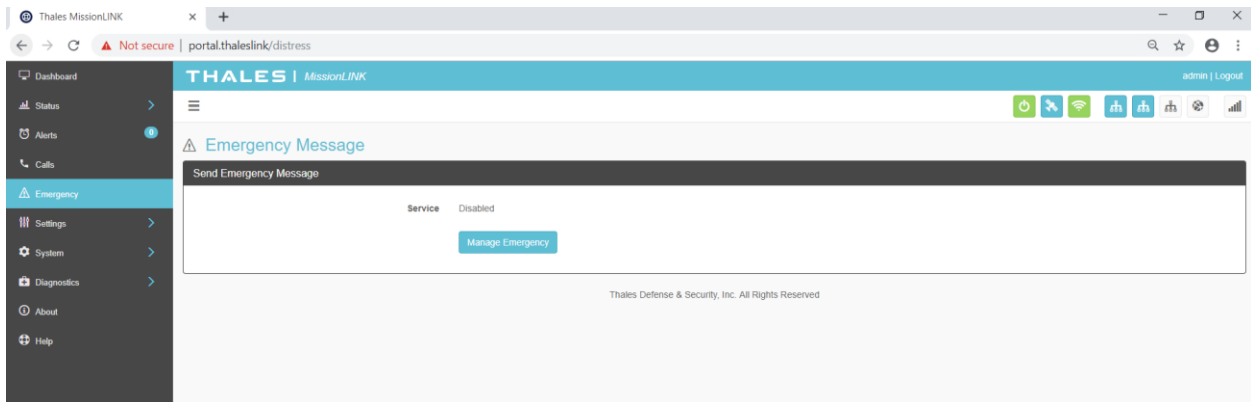 Thales MissionLINK
Not secure | portal.thaleslink/distress
Dashboard
THALES | MissionLINK
admin | Logout
Status
Alerts
0
Calls
Emergency
Settings
System
Diagnostics
About
Help
Emergency Message
Send Emergency Message
Service Disabled
Manage Emergency
Thales Defense & Security, Inc. All Rights Reserved